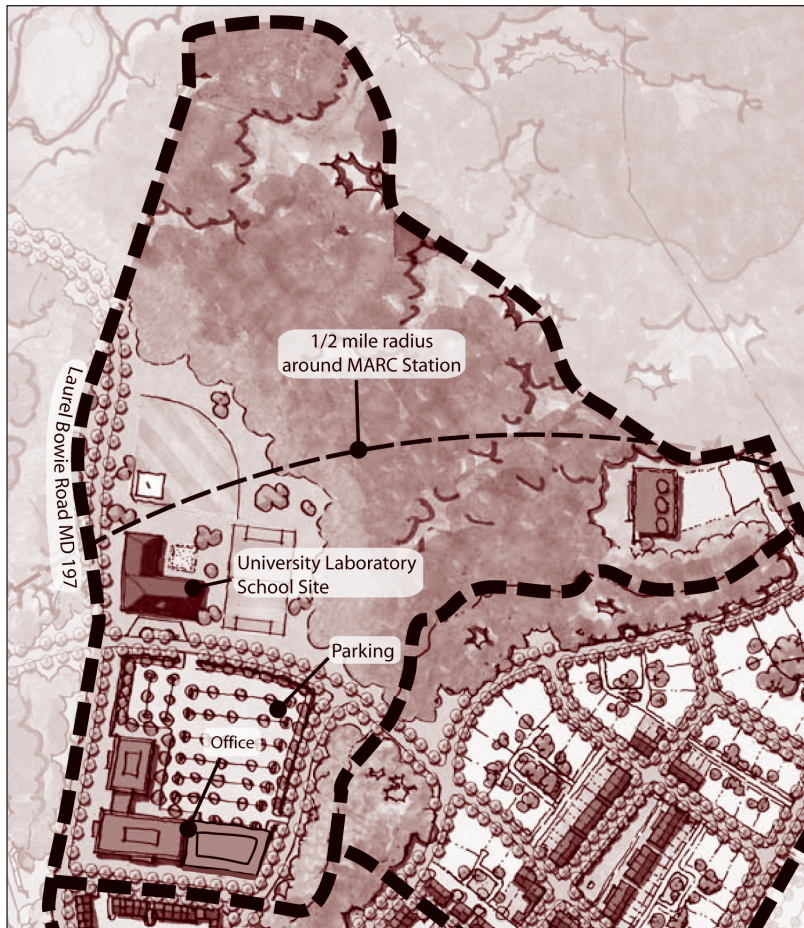 1/2 mile radius
around MARC Station
Laurel Bowie Road MD 197
University Laboratory
School Site
Parking
Office